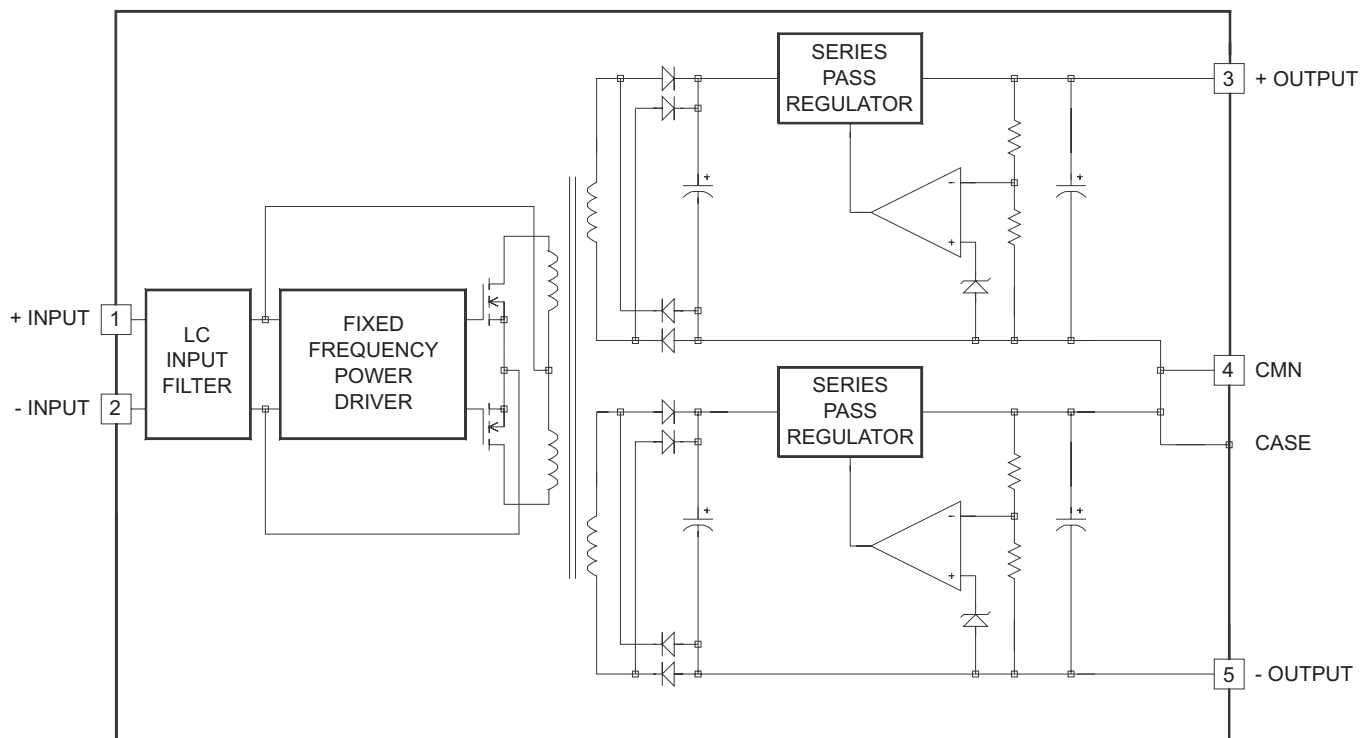 SERIES
PASS
REGULATOR
3 + OUTPUT
+
-
+
+
+ INPUT 1
LC
INPUT
FILTER
FIXED
FREQUENCY
POWER
DRIVER
- INPUT 2
4 CMN
SERIES
PASS
REGULATOR
CASE
+
-
+
+
5 - OUTPUT